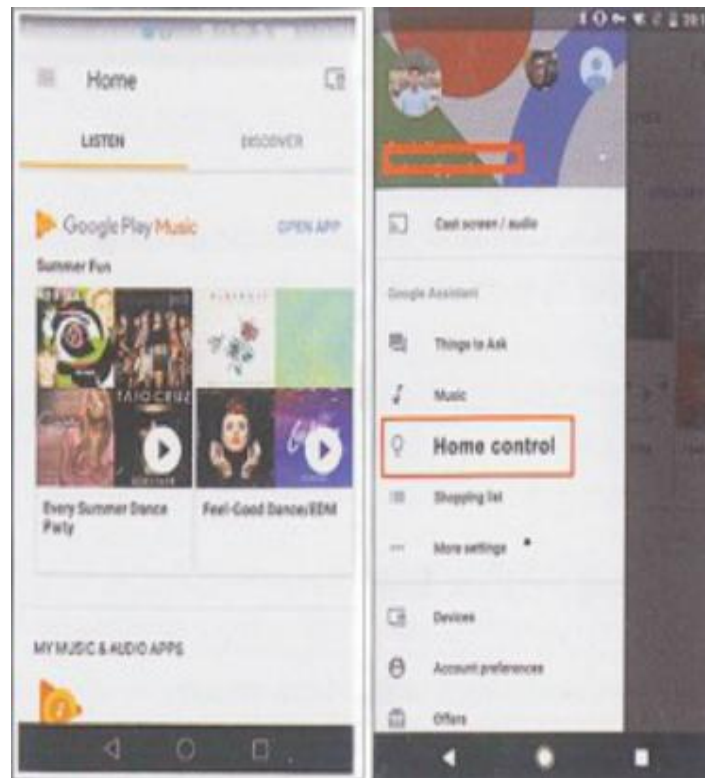 Home
LISTEN DISCOVER
Google Play Music OPEN APP
Summer Fun
TAIO CRUZ
Every Summer Dance
Party
Feel-Good Dance/EDM
MY MUSIC & AUDIO APPS
Cast screen / audio
Google Assistant
Things to Ask
Music
Home control
Shopping list
More settings
Devices
Account preferences
Offers